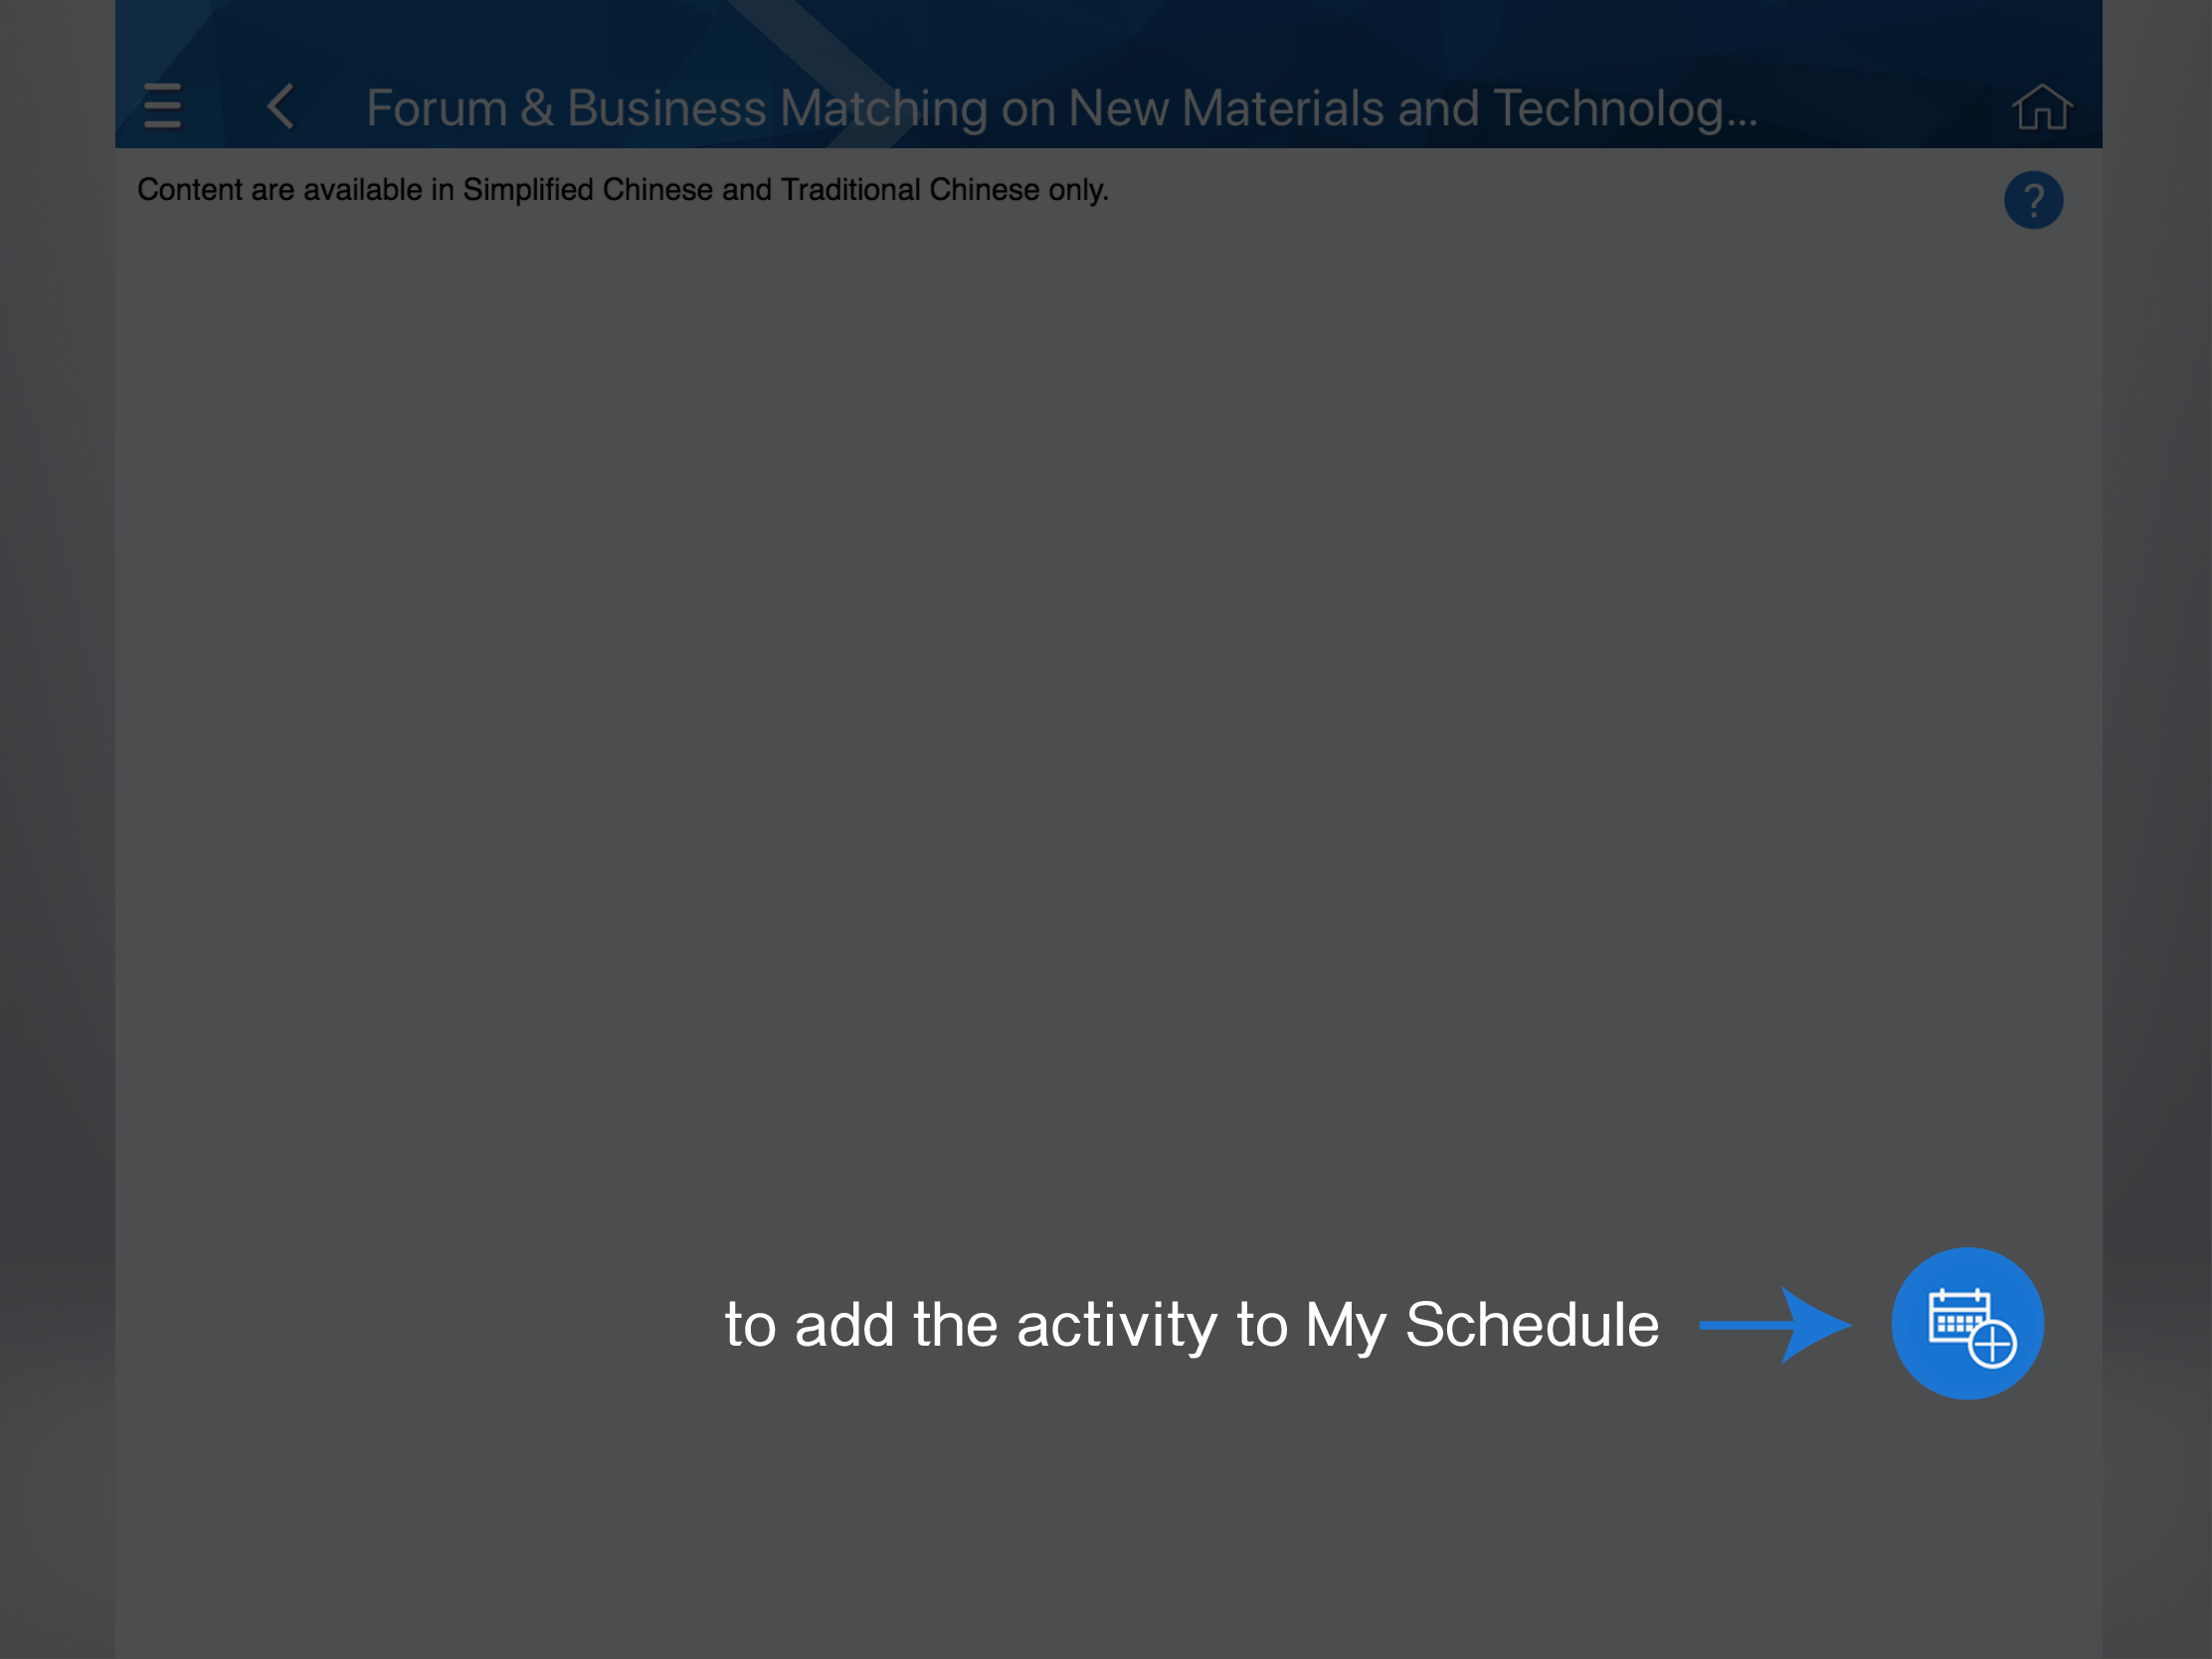 Forum & Business Matching on New Materials and Technolog...
Content are available in Simplified Chinese and Traditional Chinese only.
?
to add the activity to My Schedule